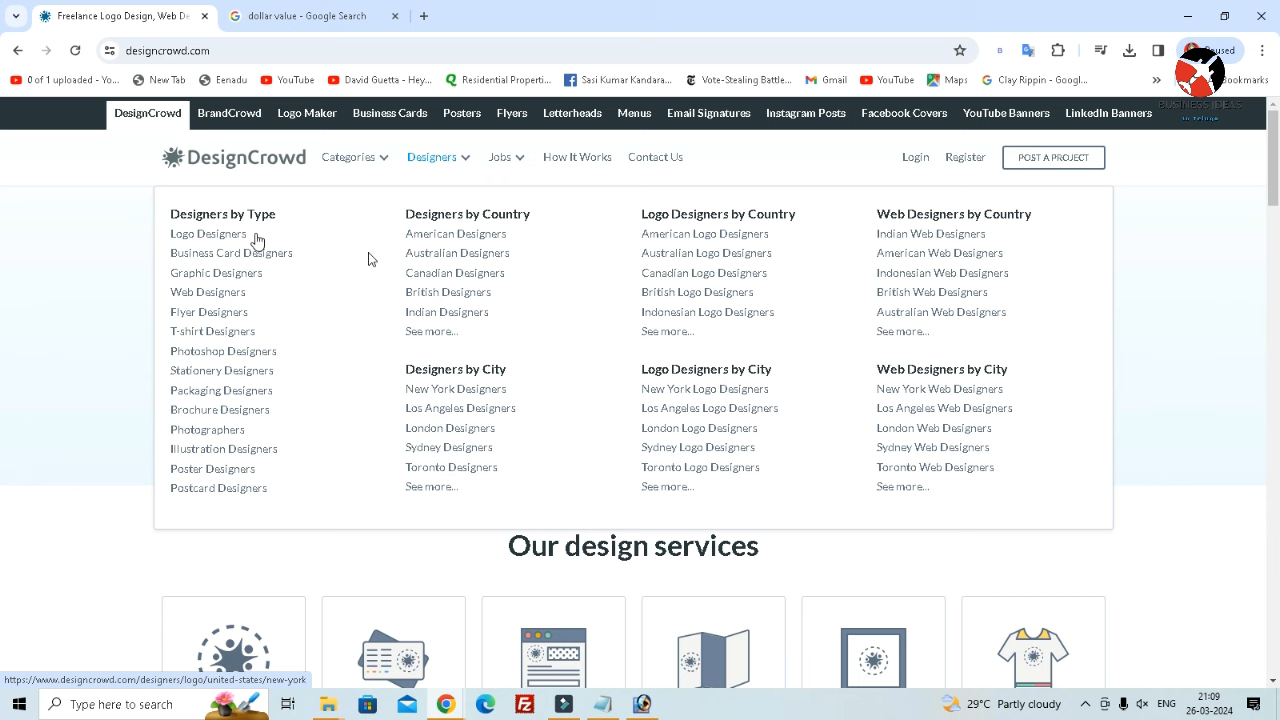 Freelance Logo Design, Web
dollar value - Google Search
designcrowd.com
Paused
0 of 1 uploaded - Yo...
New Tab
Eenadu
YouTube
David Guetta - Hey...
Residential Properti...
Sasi Kumar Kandara...
Vote-Stealing Battle...
Gmail
YouTube
Maps
Clay Rippin - Googl...
BUSINESS IDEAS
In Telugu
DesignCrowd
BrandCrowd
Logo Maker
Business Cards
Posters
Flyers
Letterheads
Menus
Email Signatures
Instagram Posts
Facebook Covers
YouTube Banners
LinkedIn Banners
DesignCrowd
Categories
Designers
Jobs
How It Works
Contact Us
Login
Register
POST A PROJECT
Designers by Type
Logo Designers
Business Card Designers
Graphic Designers
Web Designers
Flyer Designers
T-shirt Designers
Photoshop Designers
Stationery Designers
Packaging Designers
Brochure Designers
Photographers
Illustration Designers
Poster Designers
Postcard Designers
Designers by Country
American Designers
Australian Designers
Canadian Designers
British Designers
Indian Designers
See more...
Designers by City
New York Designers
Los Angeles Designers
London Designers
Sydney Designers
Toronto Designers
See more...
Logo Designers by Country
American Logo Designers
Australian Logo Designers
Canadian Logo Designers
British Logo Designers
Indonesian Logo Designers
See more...
Logo Designers by City
New York Logo Designers
Los Angeles Logo Designers
London Logo Designers
Sydney Logo Designers
Toronto Logo Designers
See more...
Web Designers by Country
Indian Web Designers
American Web Designers
Indonesian Web Designers
British Web Designers
Australian Web Designers
See more...
Web Designers by City
New York Web Designers
Los Angeles Web Designers
London Web Designers
Sydney Web Designers
Toronto Web Designers
See more...
Our design services
https://www.designcrowd.com/designers/logo/united-states/new-york
Type here to search
29°C Partly cloudy
ENG
21:09
26-03-2024